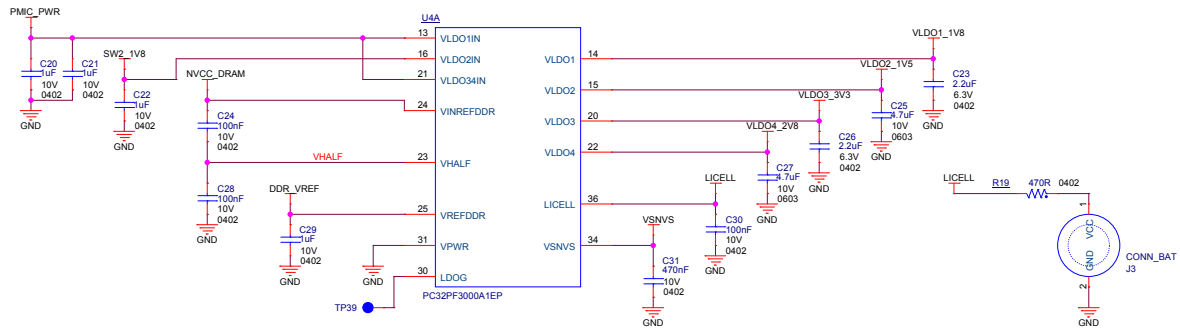 PMIC_PWR
C20
1uF
10V
0402
GND
C21
1uF
10V
0402
SW2_1V8
C22
1uF
10V
0402
GND
NVCC_DRAM
C24
100nF
10V
0402
VHALF
C28
100nF
10V
0402
GND
DDR_VREF
C29
1uF
10V
0402
GND
GND
TP39
U4A
13
VLDO1IN
16
VLDO2IN
21
VLDO34IN
24
VINREFDDR
23
VHALF
25
VREFDDR
31
VPWR
30
LDOG
VLDO1
14
VLDO2
15
VLDO3
20
VLDO4
22
LICELL
36
VSNVS
34
PC32PF3000A1EP
VLDO1_1V8
C23
2.2uF
6.3V
0402
GND
VLDO2_1V5
C25
4.7uF
10V
0603
GND
VLDO3_3V3
C26
2.2uF
6.3V
0402
GND
VLDO4_2V8
C27
4.7uF
10V
0603
GND
LICELL
C30
100nF
10V
0402
GND
VSNVS
C31
470nF
10V
0402
GND
LICELL
R19 470R 0402
1
VCC
GND
2
CONN_BAT
J3
GND